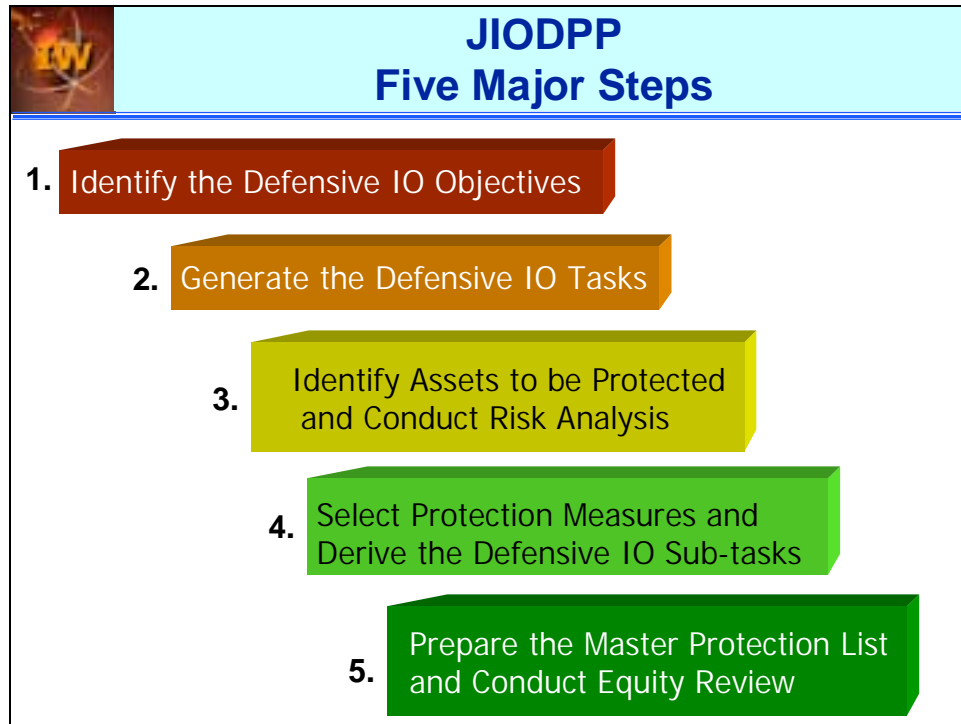 IW
JIODPP
Five Major Steps
1. Identify the Defensive IO Objectives
2. Generate the Defensive IO Tasks
3. Identify Assets to be Protected
and Conduct Risk Analysis
4. Select Protection Measures and
Derive the Defensive IO Sub-tasks
5. Prepare the Master Protection List
and Conduct Equity Review